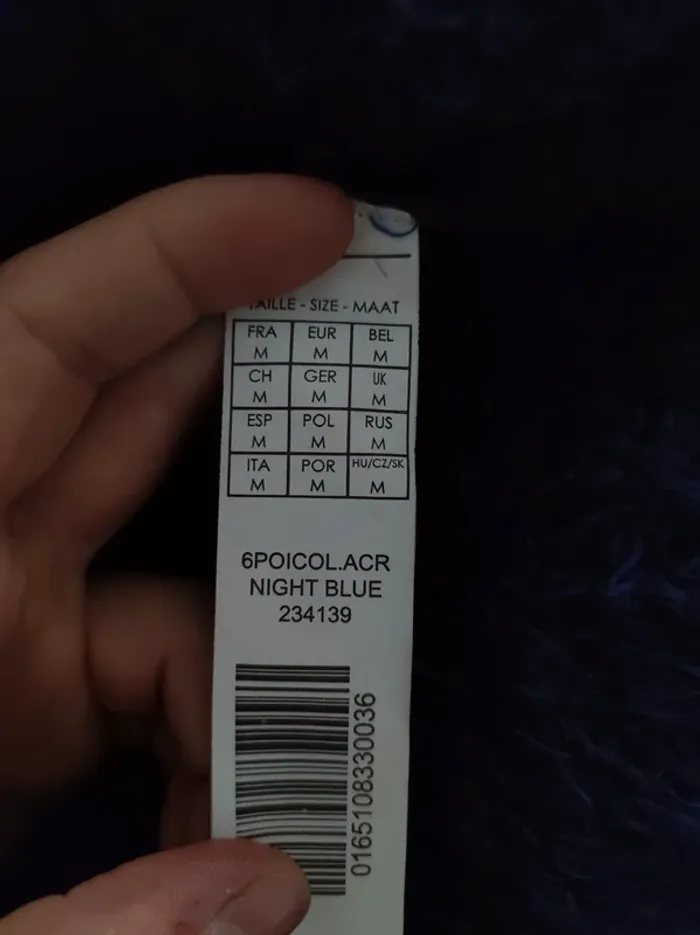 TAILLE - SIZE - MAAT
FRA EUR BEL
M M M
CH GER UK
M M M
ESP POL RUS
M M M
ITA POR HU/CZ/SK
M M M
6POICOL.ACR
NIGHT BLUE
234139
0165108330036